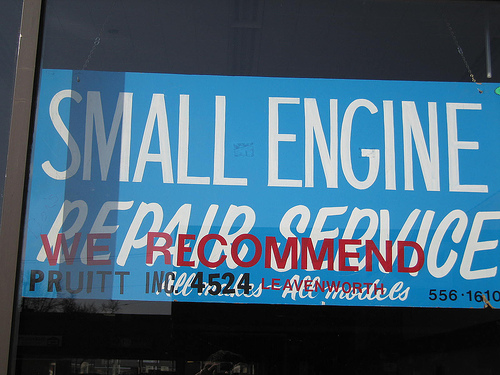 SMALL ENGINE
REPAIR SERVICE
WE RECOMMEND
All makes All models
PRUITT INC 4524 LEAVENWORTH 556·1610